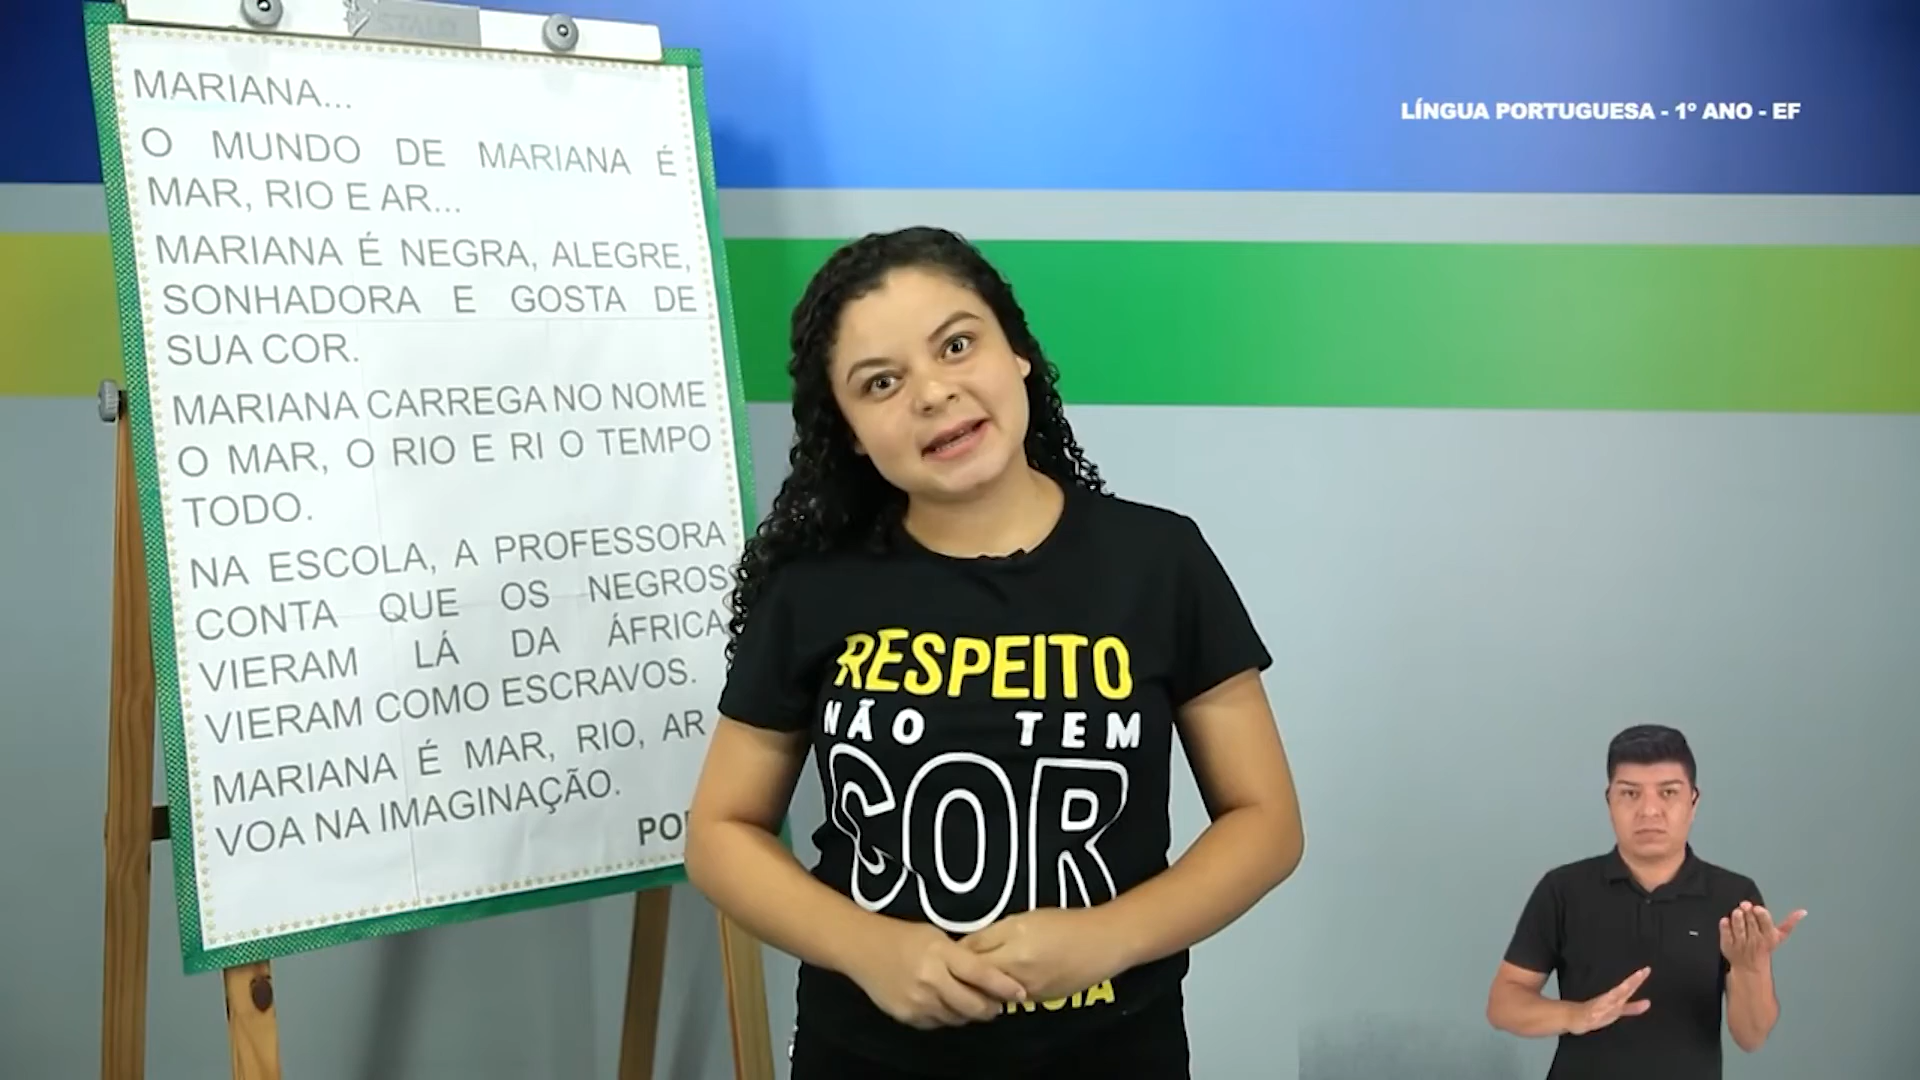 STALO
MARIANA...
O MUNDO DE MARIANA É
MAR, RIO E AR...
MARIANA É NEGRA, ALEGRE,
SONHADORA E GOSTA DE
SUA COR.
MARIANA CARREGA NO NOME
O MAR, O RIO E RI O TEMPO
TODO.
NA ESCOLA, A PROFESSORA
CONTA QUE OS NEGROS
VIERAM LÁ DA ÁFRICA
VIERAM COMO ESCRAVOS.
MARIANA É MAR, RIO, AR
VOA NA IMAGINAÇÃO.
LÍNGUA PORTUGUESA - 1º ANO - EF
RESPEITO
NÃO TEM
COR